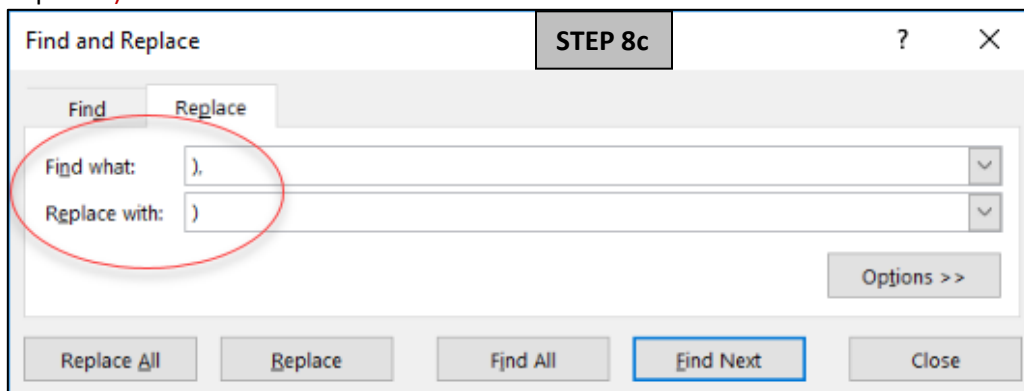 Find and Replace STEP 8c ?
Find Replace
Find what: ),
Replace with: )
Options >>
Replace All Replace Find All Find Next Close